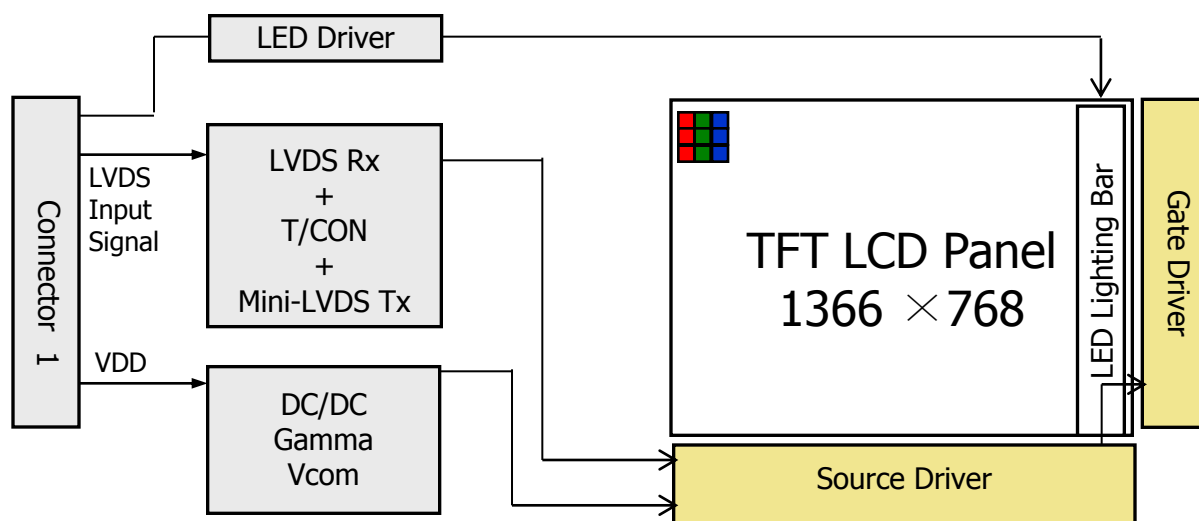 LED Driver
Connector 1
LVDS
Input
Signal
LVDS Rx
+
T/CON
+
Mini-LVDS Tx
VDD
DC/DC
Gamma
Vcom
TFT LCD Panel
1366 ×768
LED Lighting Bar
Gate Driver
Source Driver